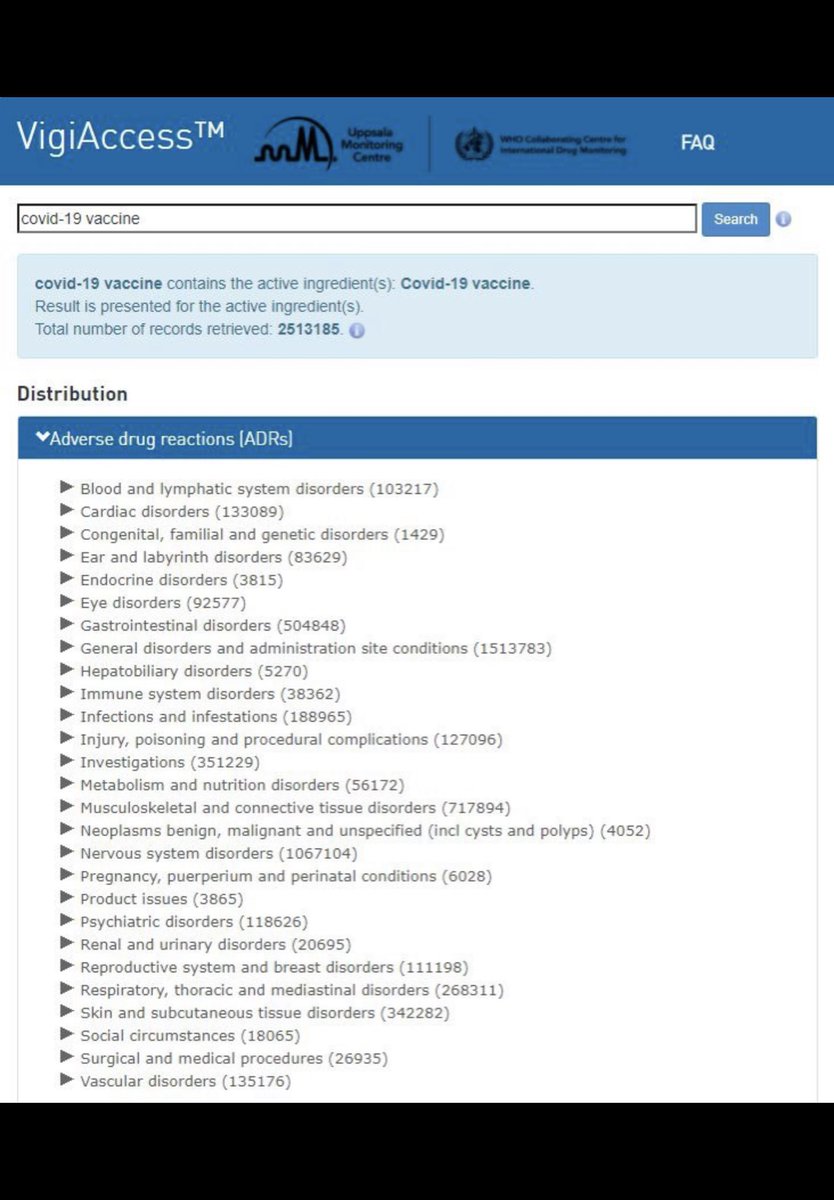 VigiAccess™
Uppsala
Monitoring
Centre
WHO Collaborating Centre for
International Drug Monitoring
FAQ
covid-19 vaccine
Search
covid-19 vaccine contains the active ingredient(s): Covid-19 vaccine.
Result is presented for the active ingredient(s).
Total number of records retrieved: 2513185.
Distribution
Adverse drug reactions (ADRs)
Blood and lymphatic system disorders (103217)
Cardiac disorders (133089)
Congenital, familial and genetic disorders (1429)
Ear and labyrinth disorders (83629)
Endocrine disorders (3815)
Eye disorders (92577)
Gastrointestinal disorders (504848)
General disorders and administration site conditions (1513783)
Hepatobiliary disorders (5270)
Immune system disorders (38362)
Infections and infestations (188965)
Injury, poisoning and procedural complications (127096)
Investigations (351229)
Metabolism and nutrition disorders (56172)
Musculoskeletal and connective tissue disorders (717894)
Neoplasms benign, malignant and unspecified (incl cysts and polyps) (4052)
Nervous system disorders (1067104)
Pregnancy, puerperium and perinatal conditions (6028)
Product issues (3865)
Psychiatric disorders (118626)
Renal and urinary disorders (20695)
Reproductive system and breast disorders (111198)
Respiratory, thoracic and mediastinal disorders (268311)
Skin and subcutaneous tissue disorders (342282)
Social circumstances (18065)
Surgical and medical procedures (26935)
Vascular disorders (135176)